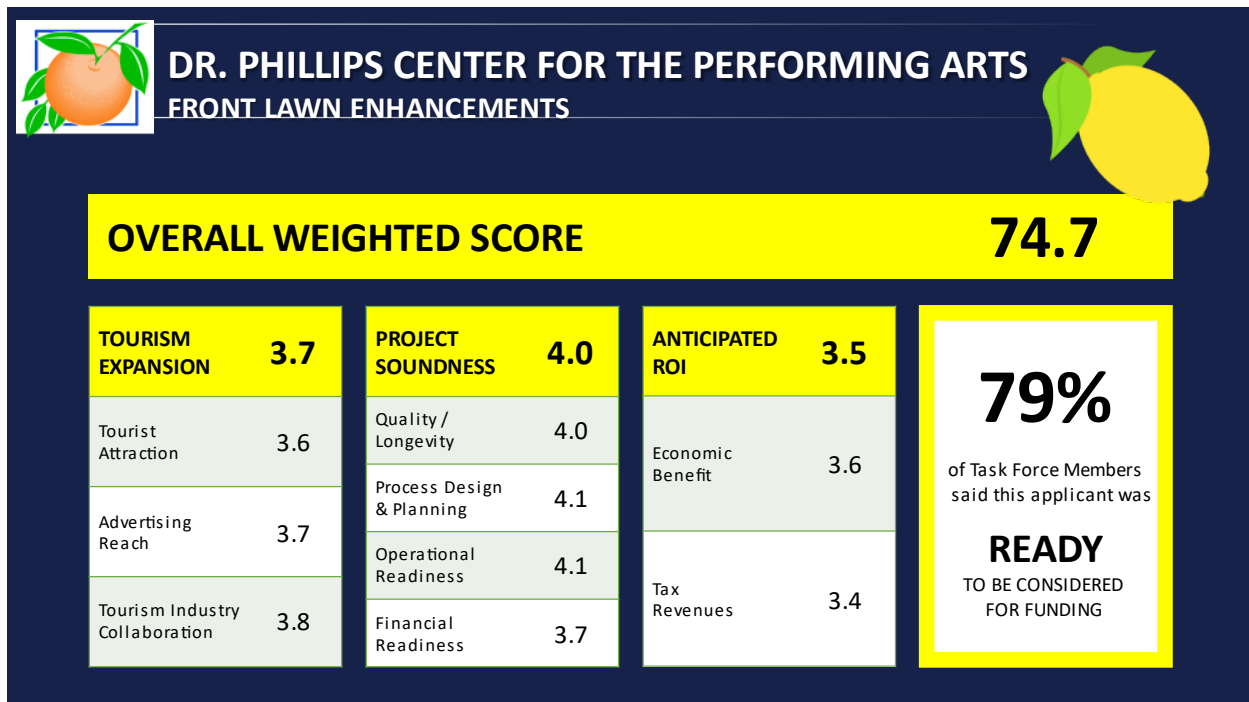 DR. PHILLIPS CENTER FOR THE PERFORMING ARTS
FRONT LAWN ENHANCEMENTS
OVERALL WEIGHTED SCORE 74.7
TOURISM
EXPANSION 3.7
Tourist
Attraction 3.6
Advertising
Reach 3.7
Tourism Industry
Collaboration 3.8
PROJECT
SOUNDNESS 4.0
Quality /
Longevity 4.0
Process Design
& Planning 4.1
Operational
Readiness 4.1
Financial
Readiness 3.7
ANTICIPATED
ROI 3.5
Economic
Benefit 3.6
Tax
Revenues 3.4
79%
of Task Force Members
said this applicant was
READY
TO BE CONSIDERED
FOR FUNDING